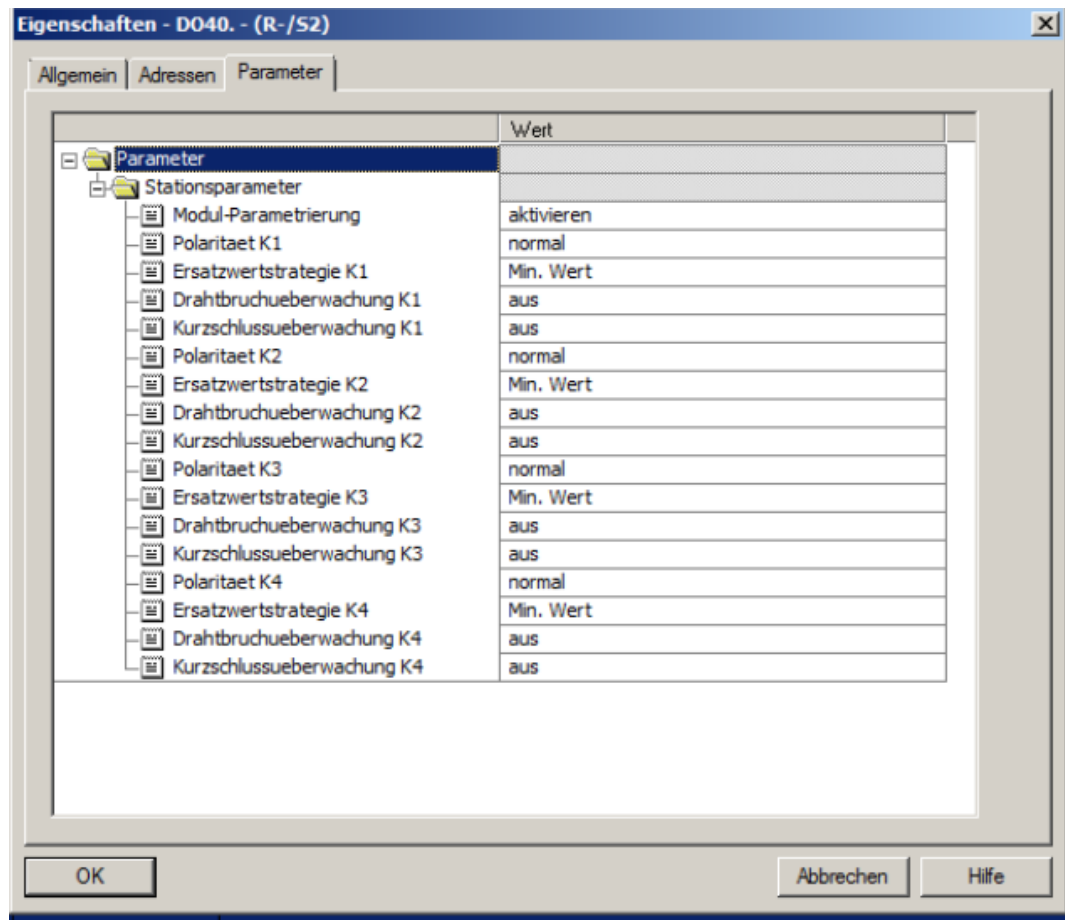 Eigenschaften - DO40. - (R-/S2)
Allgemein Adressen Parameter
Wert
Parameter
Stationsparameter
Modul-Parametrierung aktivieren
Polaritaet K1 normal
Ersatzwertstrategie K1 Min. Wert
Drahtbruchueberwachung K1 aus
Kurzschlussueberwachung K1 aus
Polaritaet K2 normal
Ersatzwertstrategie K2 Min. Wert
Drahtbruchueberwachung K2 aus
Kurzschlussueberwachung K2 aus
Polaritaet K3 normal
Ersatzwertstrategie K3 Min. Wert
Drahtbruchueberwachung K3 aus
Kurzschlussueberwachung K3 aus
Polaritaet K4 normal
Ersatzwertstrategie K4 Min. Wert
Drahtbruchueberwachung K4 aus
Kurzschlussueberwachung K4 aus
OK Abbrechen Hilfe